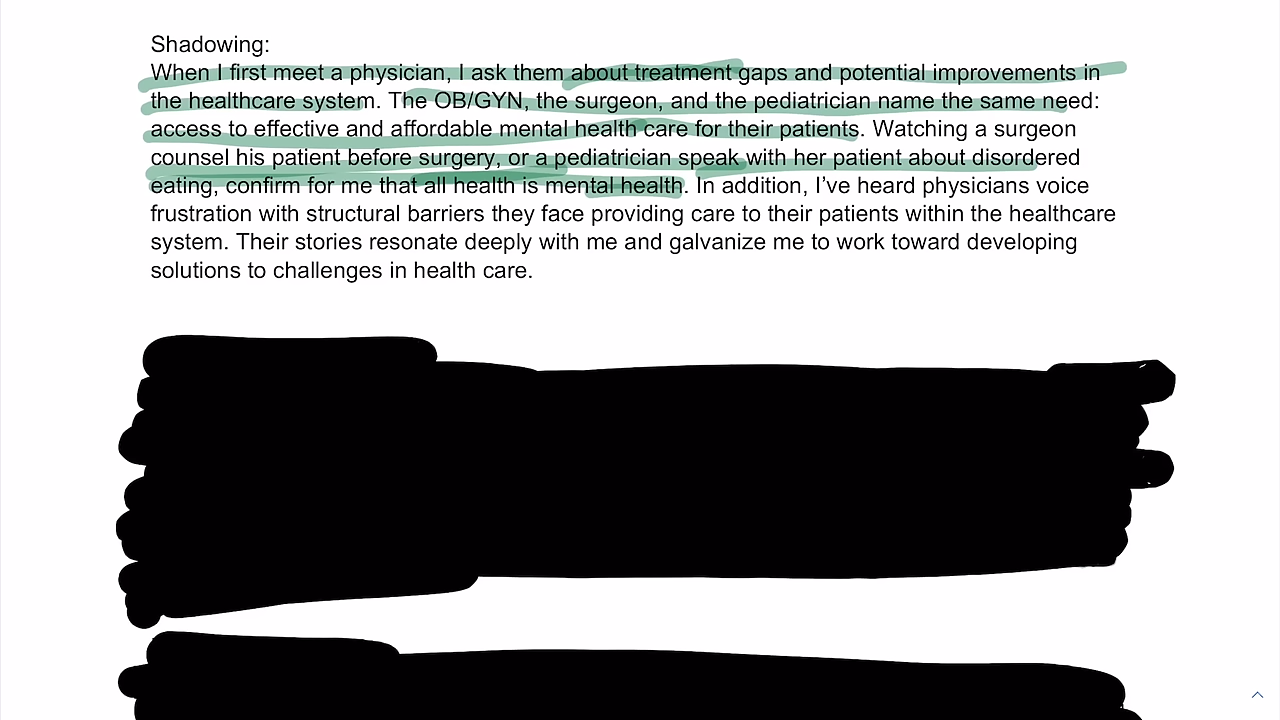 Shadowing:
When I first meet a physician, I ask them about treatment gaps and potential improvements in
the healthcare system. The OB/GYN, the surgeon, and the pediatrician name the same need:
access to effective and affordable mental health care for their patients. Watching a surgeon
counsel his patient before surgery, or a pediatrician speak with her patient about disordered
eating, confirm for me that all health is mental health. In addition, I’ve heard physicians voice
frustration with structural barriers they face providing care to their patients within the healthcare
system. Their stories resonate deeply with me and galvanize me to work toward developing
solutions to challenges in health care.